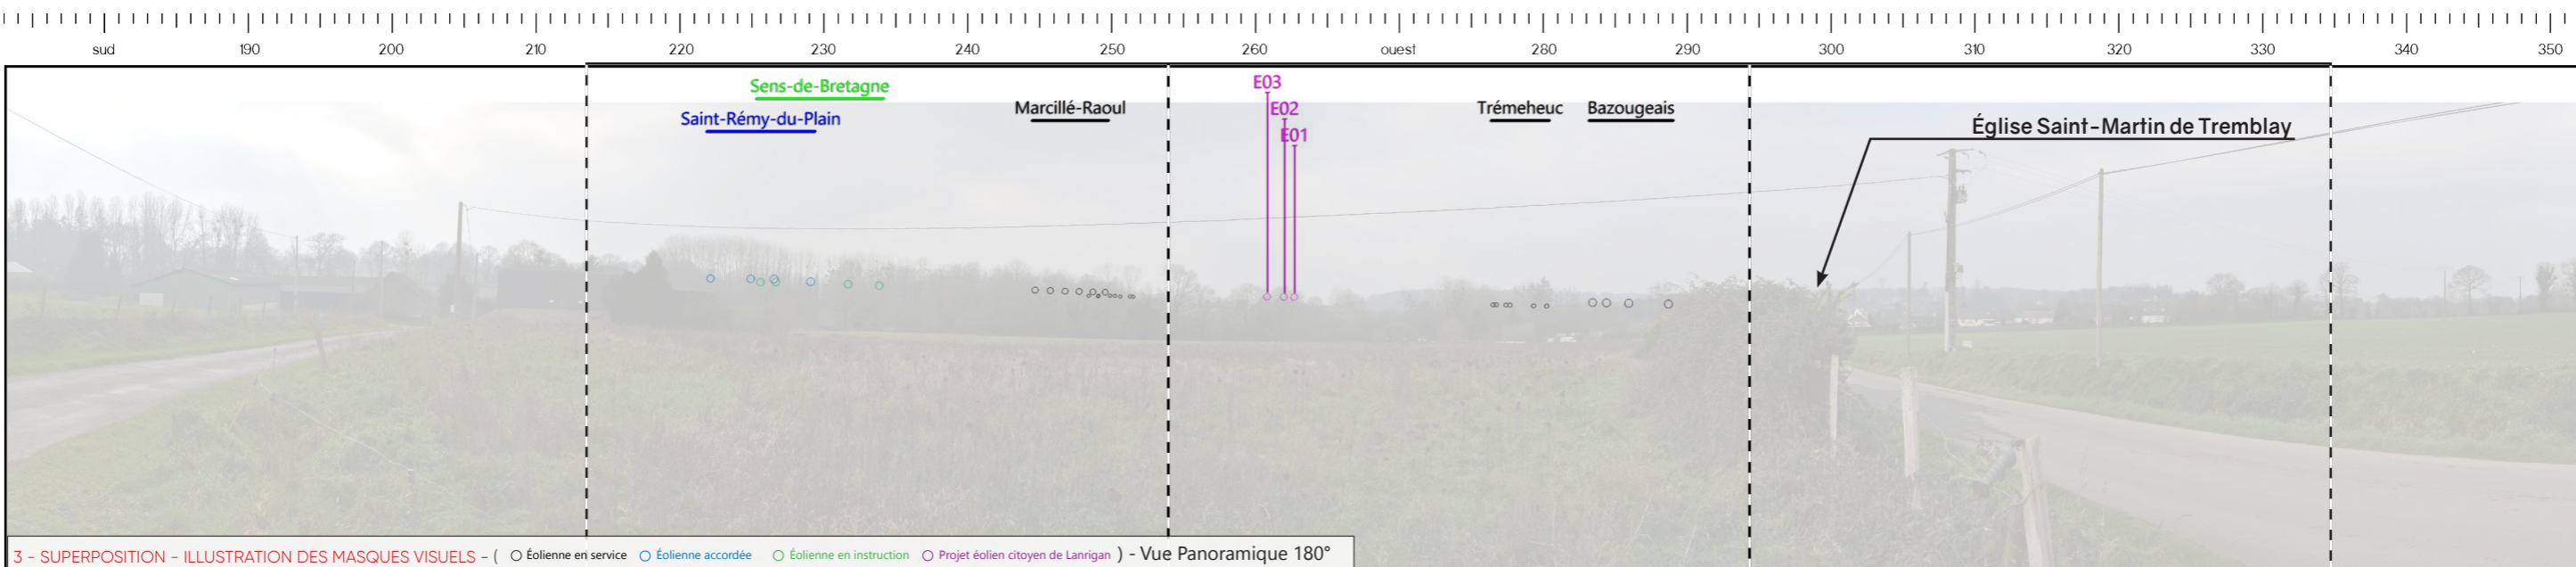 sud 190 200 210 220 230 240 250 260 ouest 280 290 300 310 320 330 340 350
E03
Sens-de-Bretagne
Marcillé-Raoul E02 Trémeheuc Bazougeais
Saint-Rémy-du-Plain
Église Saint-Martin de Tremblay
E01
3 - SUPERPOSITION - ILLUSTRATION DES MASQUES VISUELS - ( Éolienne en service Éolienne accordée Éolienne en instruction Projet éolien citoyen de Lanrigan ) - Vue Panoramique 180°